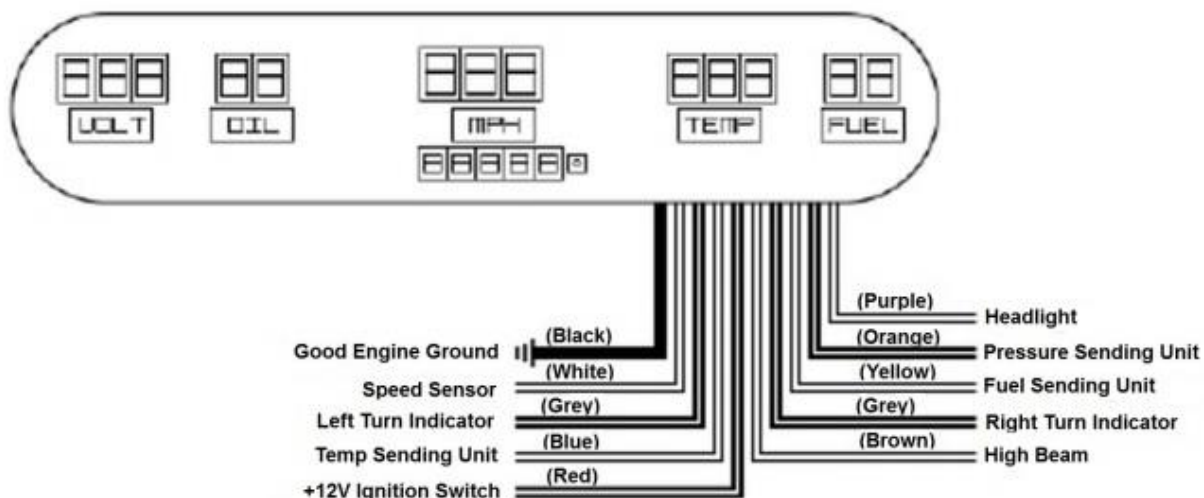 VOLT
OIL
MPH
TEMP
FUEL
(Black)
Good Engine Ground
(White)
Speed Sensor
(Grey)
Left Turn Indicator
(Blue)
Temp Sending Unit
(Red)
+12V Ignition Switch
(Purple)
Headlight
(Orange)
Pressure Sending Unit
(Yellow)
Fuel Sending Unit
(Grey)
Right Turn Indicator
(Brown)
High Beam